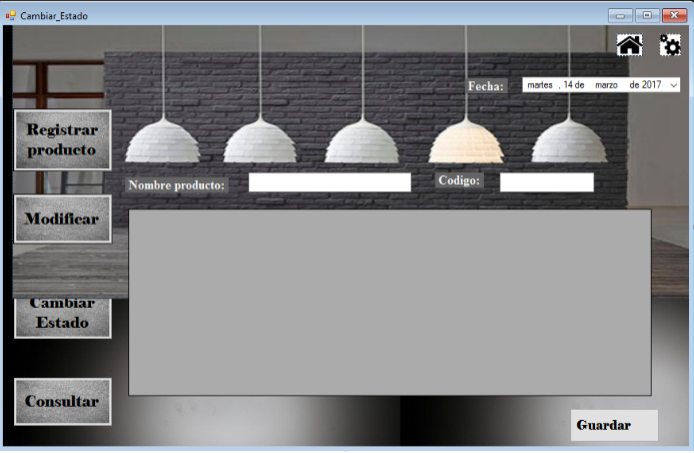 Cambiar_Estado
Fecha: martes , 14 de marzo de 2017
Registrar
producto
Nombre producto: Codigo:
Modificar
Cambiar
Estado
Consultar
Guardar